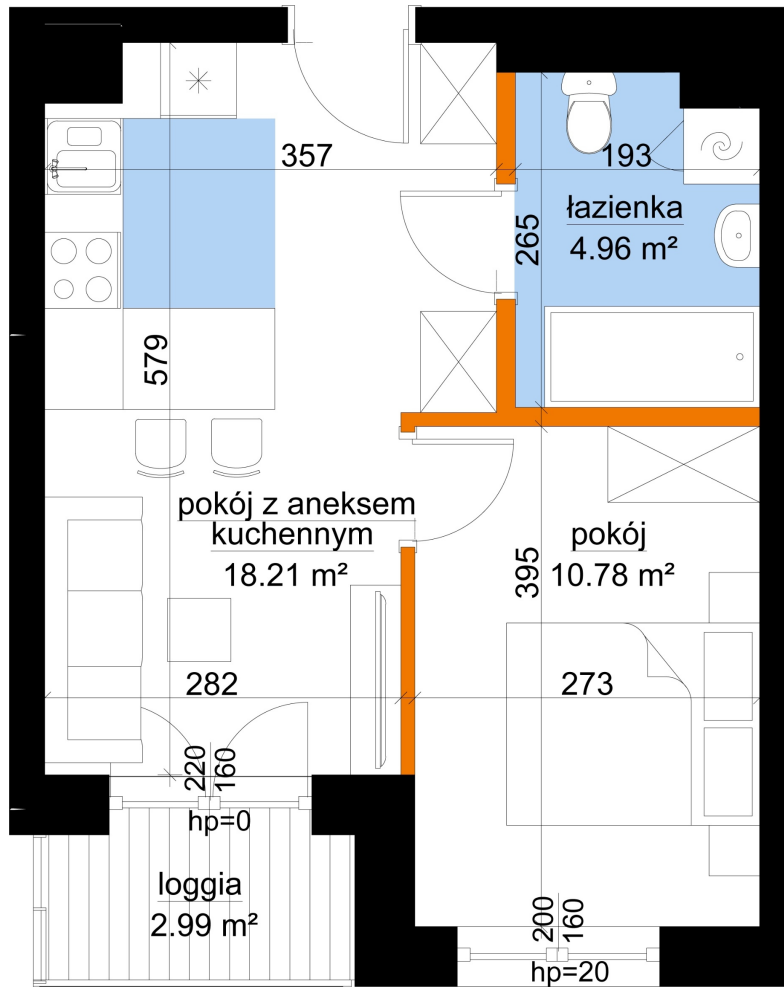 357
193
łazienka
4.96 m²
265
579
pokój z aneksem
kuchennym
18.21 m²
pokój
10.78 m²
395
282
273
220
160
hp=0
loggia
2.99 m²
200
160
hp=20